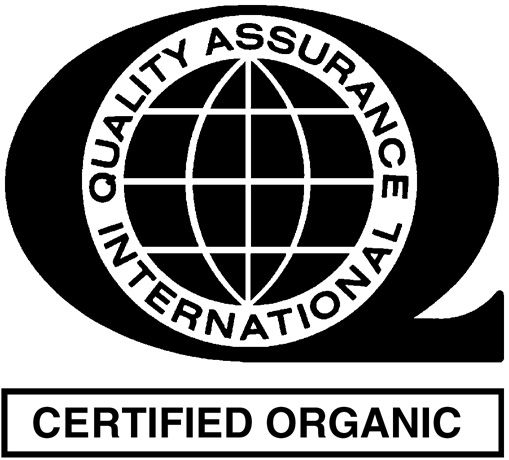 QUALITY ASSURANCE
INTERNATIONAL
CERTIFIED ORGANIC